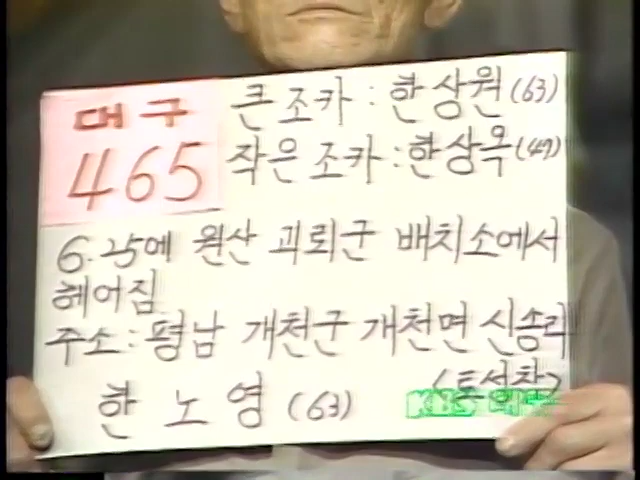 대구
465
큰조카 : 한상원 (63)
작은조카 : 한상옥 (47)
6.25에 원산 괴뢰군 배치소에서
헤어짐
주소 : 평남 개천군 개천면 신송리
한노영 (63)
KBS